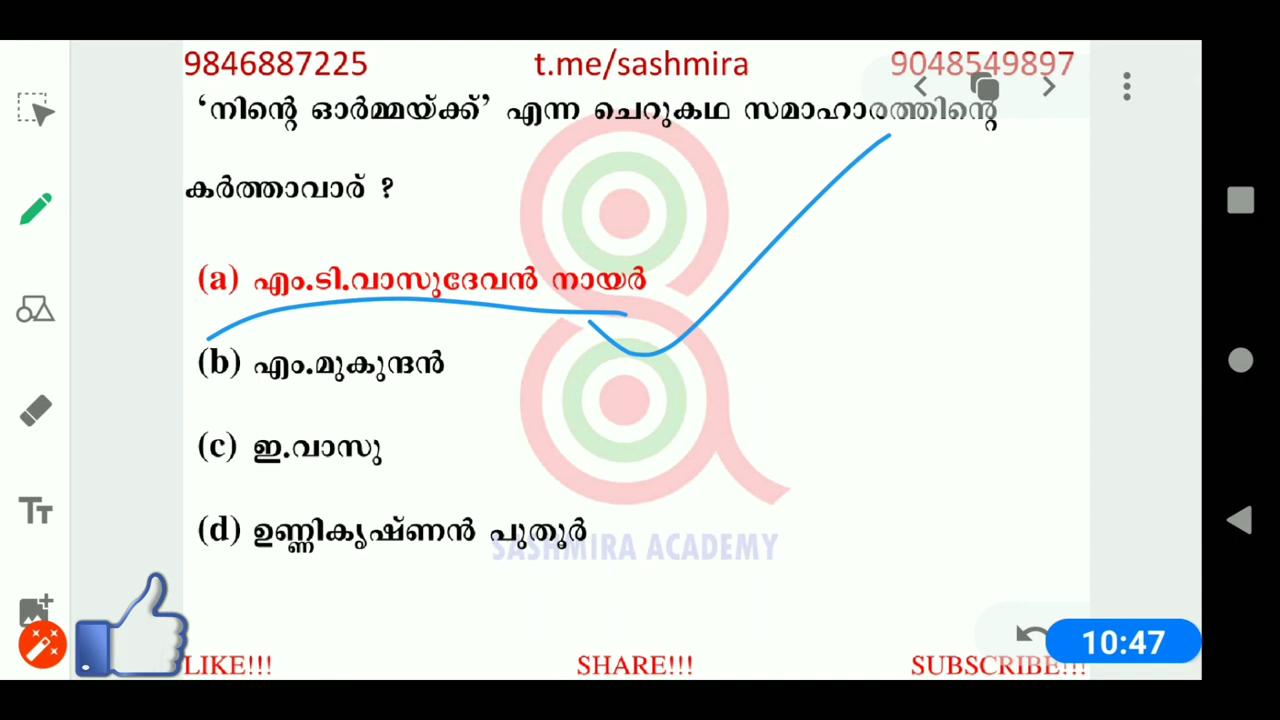 9846887225 t.me/sashmira 9048549897
‘നിന്റെ ഓർമ്മയ്ക്ക്’ എന്ന ചെറുകഥ സമാഹാരത്തിന്റെ
കർത്താവാര് ?
(a) എം.ടി.വാസുദേവൻ നായർ
(b) എം.മുകുന്ദൻ
(c) ഇ.വാസു
(d) ഉണ്ണികൃഷ്ണൻ പുതൂർ
SASHMIRA ACADEMY
TT
10:47
LIKE!!! SHARE!!! SUBSCRIBE!!!